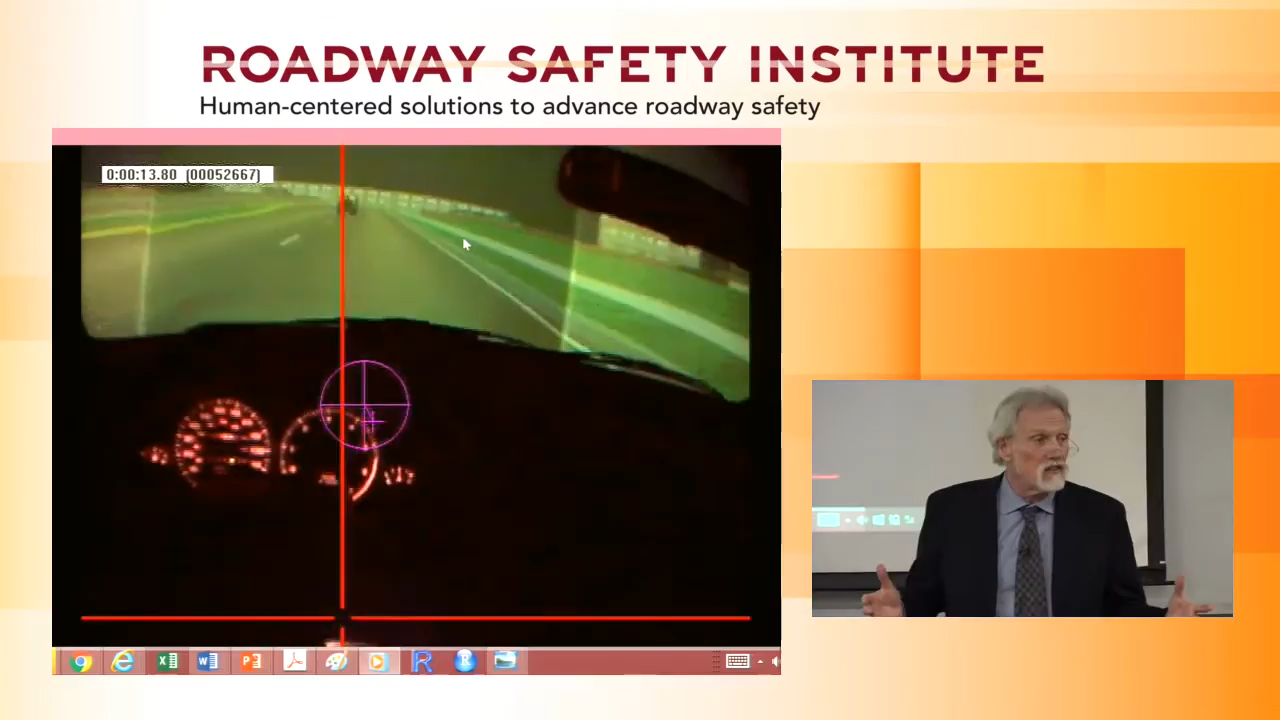 ROADWAY SAFETY INSTITUTE
Human-centered solutions to advance roadway safety
0:00:13.80 (00052667)